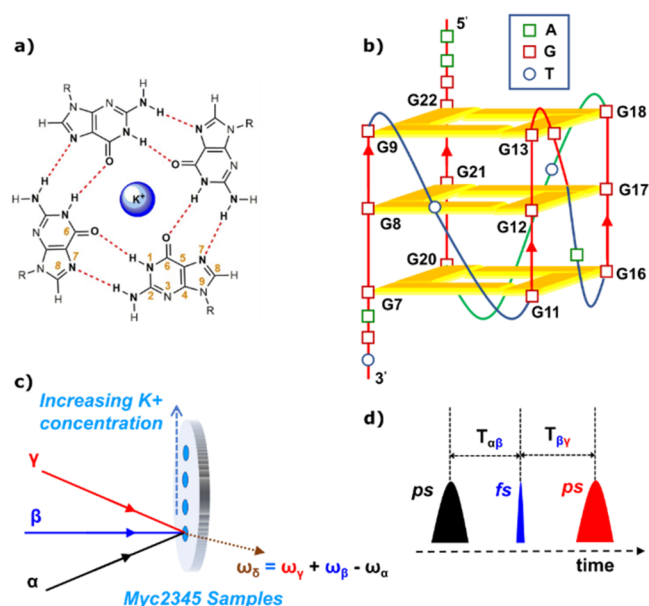 a)
R
H
H
N
N
N
N
N
N
H
R
N
H
O
K⁺
O
N
H
6
7
8
H
R
1
2
3
4
5
6
7
8
9
b)
5'
A
G
T
G22
G9
G13
G18
G21
G8
G12
G17
G20
G7
G11
G16
3'
c)
Increasing K+
concentration
γ
β
α
ωδ = ωγ + ωβ - ωα
Myc2345 Samples
d)
Tαβ
Tβγ
ps
fs
ps
time